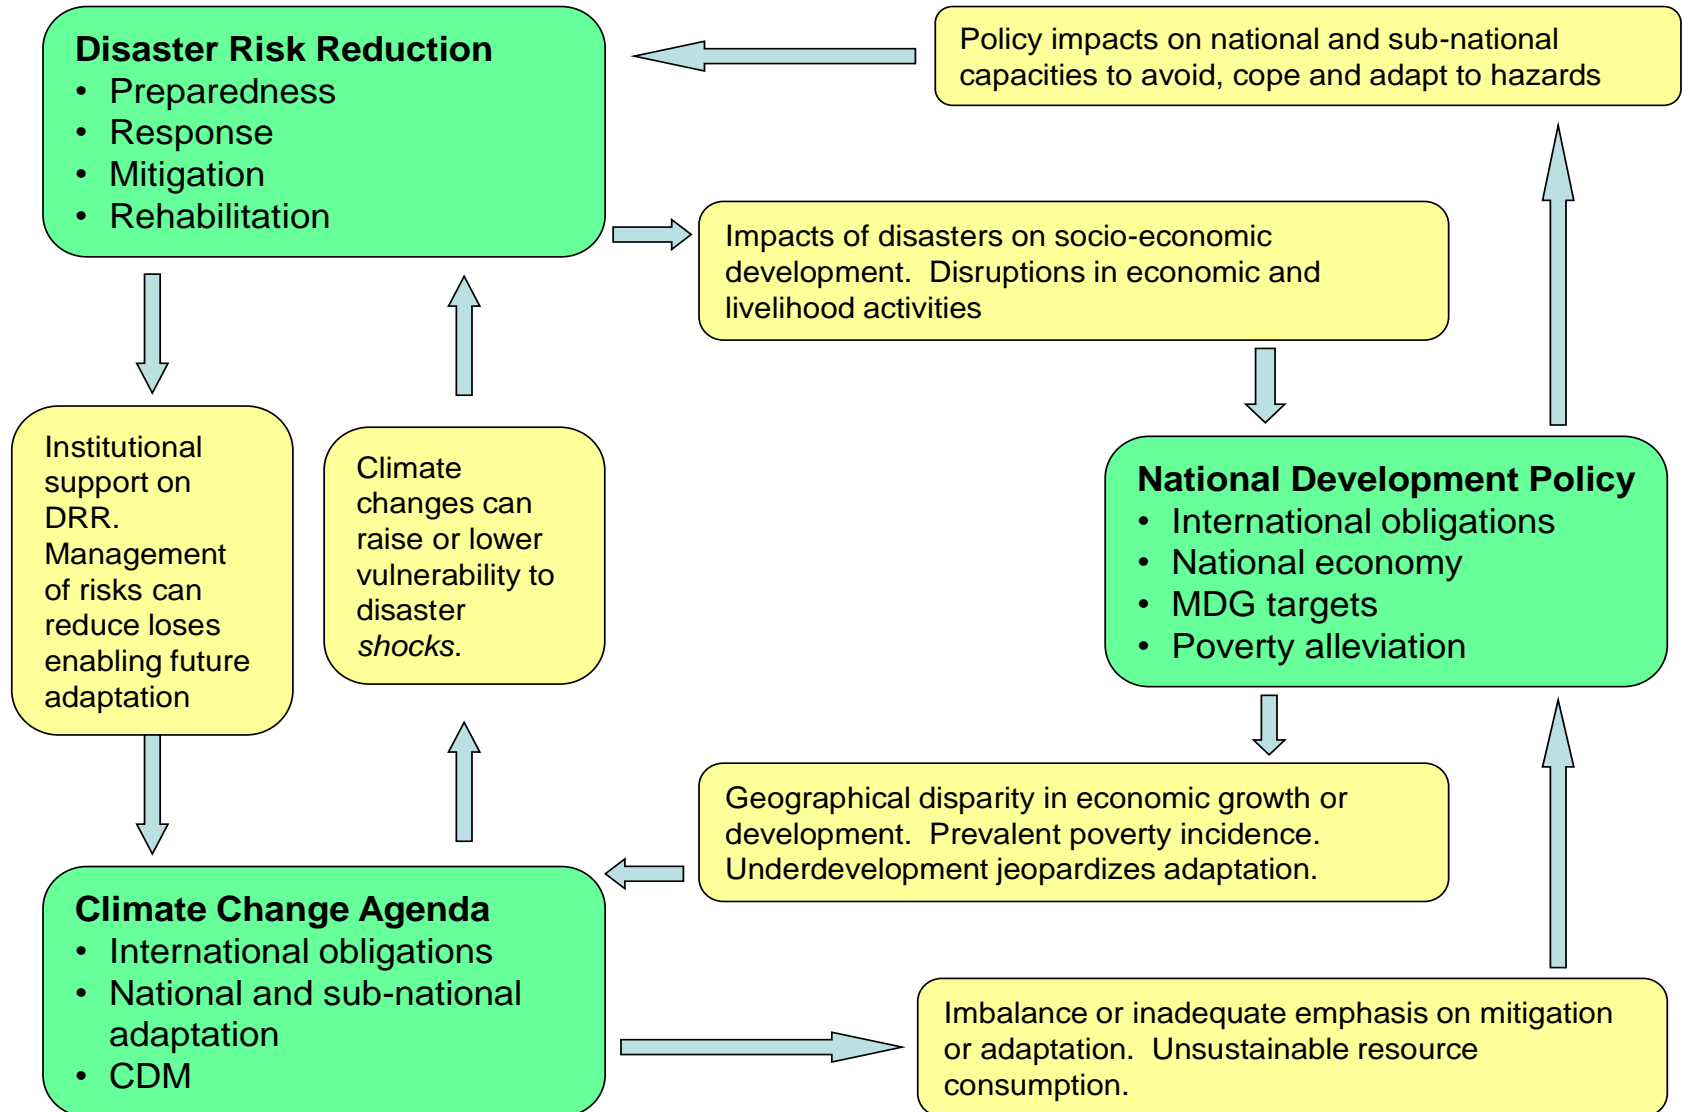 Disaster Risk Reduction
• Preparedness
• Response
• Mitigation
• Rehabilitation
Policy impacts on national and sub-national
capacities to avoid, cope and adapt to hazards
Impacts of disasters on socio-economic
development.  Disruptions in economic and
livelihood activities
Institutional
support on
DRR.
Management
of risks can
reduce loses
enabling future
adaptation
Climate
changes can
raise or lower
vulnerability to
disaster
shocks.
National Development Policy
• International obligations
• National economy
• MDG targets
• Poverty alleviation
Geographical disparity in economic growth or
development.  Prevalent poverty incidence.
Underdevelopment jeopardizes adaptation.
Climate Change Agenda
• International obligations
• National and sub-national
adaptation
• CDM
Imbalance or inadequate emphasis on mitigation
or adaptation.  Unsustainable resource
consumption.